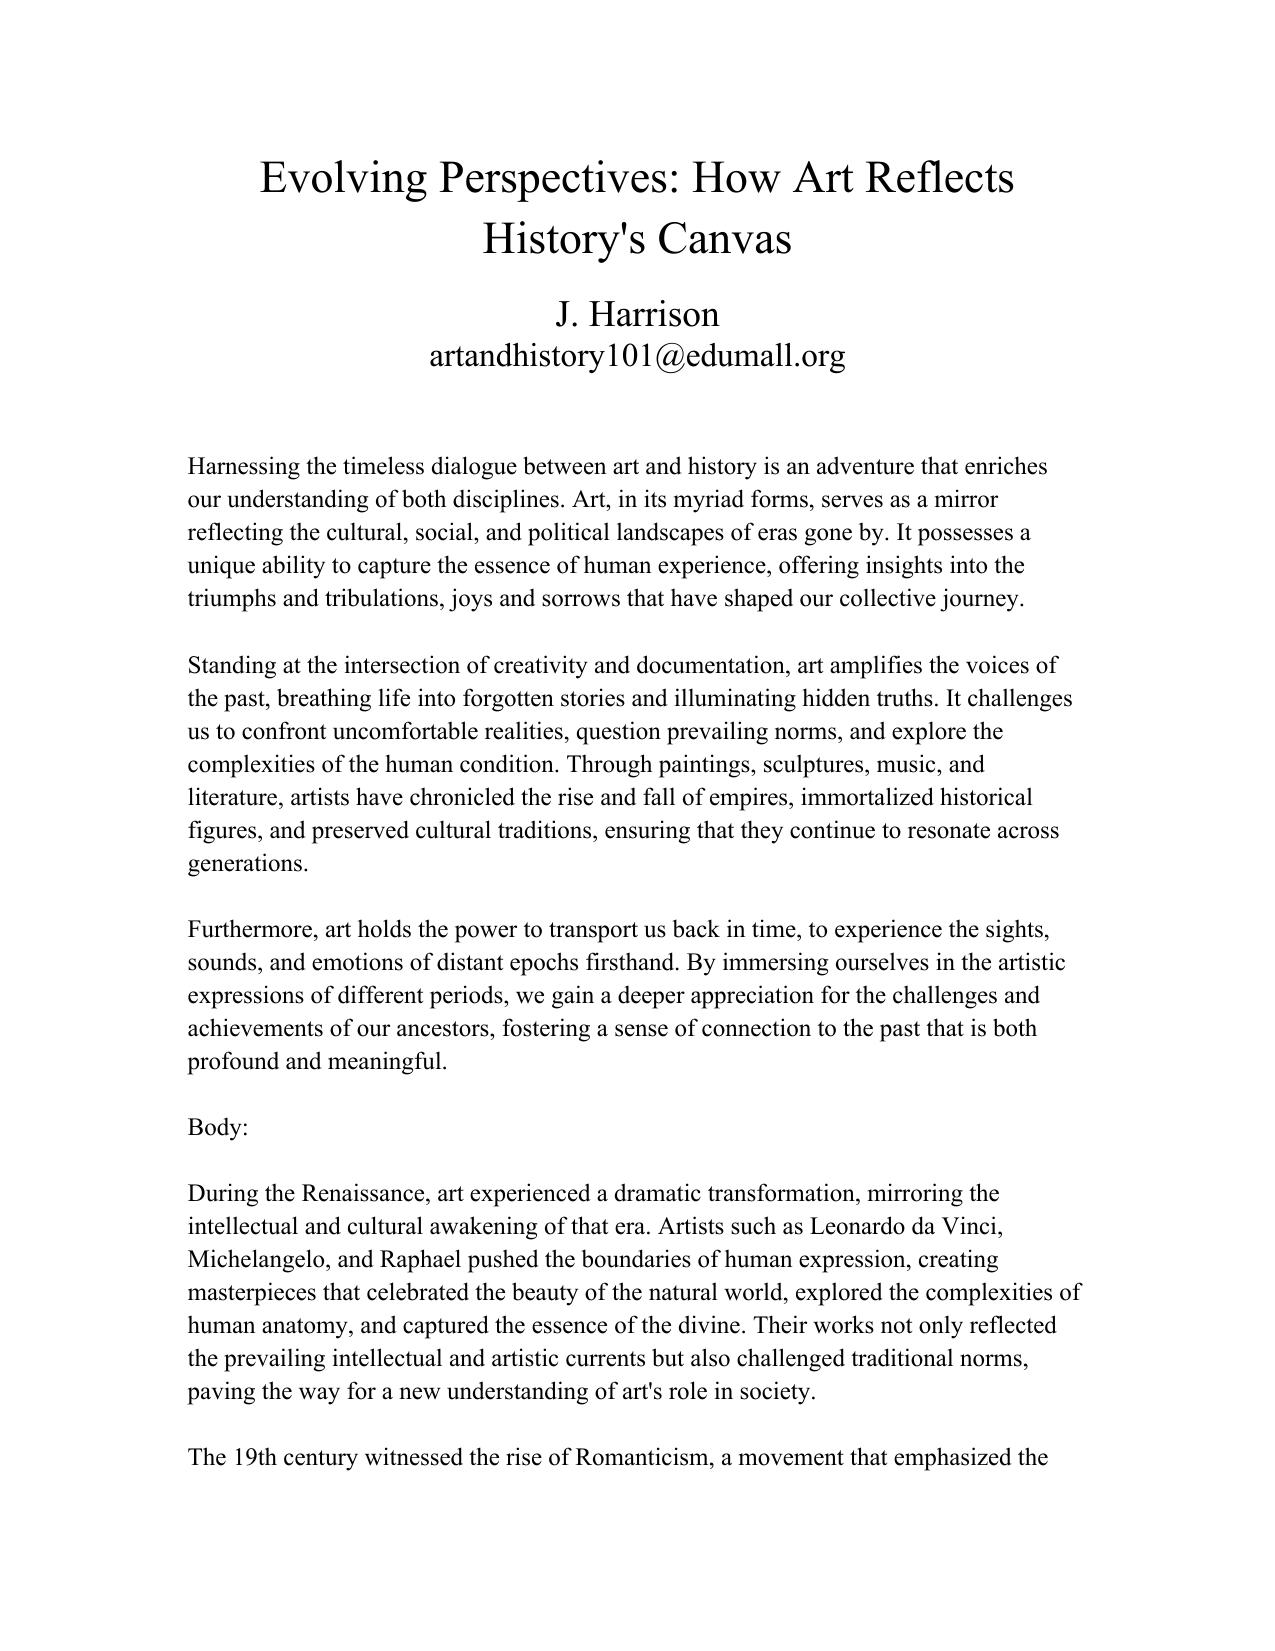 Evolving Perspectives: How Art Reflects
History's Canvas
J. Harrison
artandhistory101@edumall.org
Harnessing the timeless dialogue between art and history is an adventure that enriches
our understanding of both disciplines. Art, in its myriad forms, serves as a mirror
reflecting the cultural, social, and political landscapes of eras gone by. It possesses a
unique ability to capture the essence of human experience, offering insights into the
triumphs and tribulations, joys and sorrows that have shaped our collective journey.
Standing at the intersection of creativity and documentation, art amplifies the voices of
the past, breathing life into forgotten stories and illuminating hidden truths. It challenges
us to confront uncomfortable realities, question prevailing norms, and explore the
complexities of the human condition. Through paintings, sculptures, music, and
literature, artists have chronicled the rise and fall of empires, immortalized historical
figures, and preserved cultural traditions, ensuring that they continue to resonate across
generations.
Furthermore, art holds the power to transport us back in time, to experience the sights,
sounds, and emotions of distant epochs firsthand. By immersing ourselves in the artistic
expressions of different periods, we gain a deeper appreciation for the challenges and
achievements of our ancestors, fostering a sense of connection to the past that is both
profound and meaningful.
Body:
During the Renaissance, art experienced a dramatic transformation, mirroring the
intellectual and cultural awakening of that era. Artists such as Leonardo da Vinci,
Michelangelo, and Raphael pushed the boundaries of human expression, creating
masterpieces that celebrated the beauty of the natural world, explored the complexities of
human anatomy, and captured the essence of the divine. Their works not only reflected
the prevailing intellectual and artistic currents but also challenged traditional norms,
paving the way for a new understanding of art's role in society.
The 19th century witnessed the rise of Romanticism, a movement that emphasized the